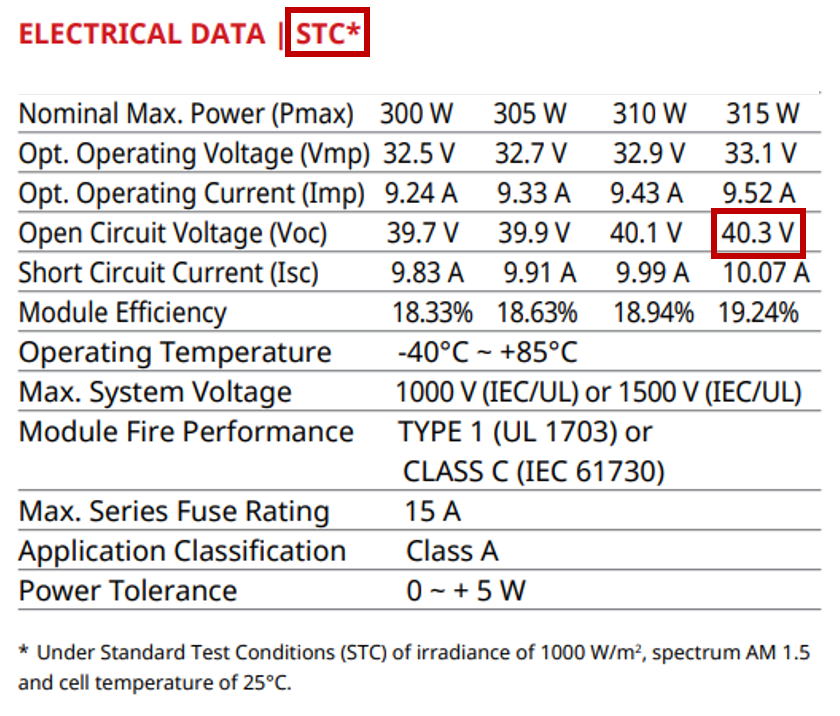 ELECTRICAL DATA | STC*
Nominal Max. Power (Pmax) 300 W 305 W 310 W 315 W
Opt. Operating Voltage (Vmp) 32.5 V 32.7 V 32.9 V 33.1 V
Opt. Operating Current (Imp) 9.24 A 9.33 A 9.43 A 9.52 A
Open Circuit Voltage (Voc) 39.7 V 39.9 V 40.1 V 40.3 V
Short Circuit Current (Isc) 9.83 A 9.91 A 9.99 A 10.07 A
Module Efficiency 18.33% 18.63% 18.94% 19.24%
Operating Temperature -40°C ~ +85°C
Max. System Voltage 1000 V (IEC/UL) or 1500 V (IEC/UL)
Module Fire Performance TYPE 1 (UL 1703) or
CLASS C (IEC 61730)
Max. Series Fuse Rating 15 A
Application Classification Class A
Power Tolerance 0 ~ + 5 W
* Under Standard Test Conditions (STC) of irradiance of 1000 W/m², spectrum AM 1.5
and cell temperature of 25°C.